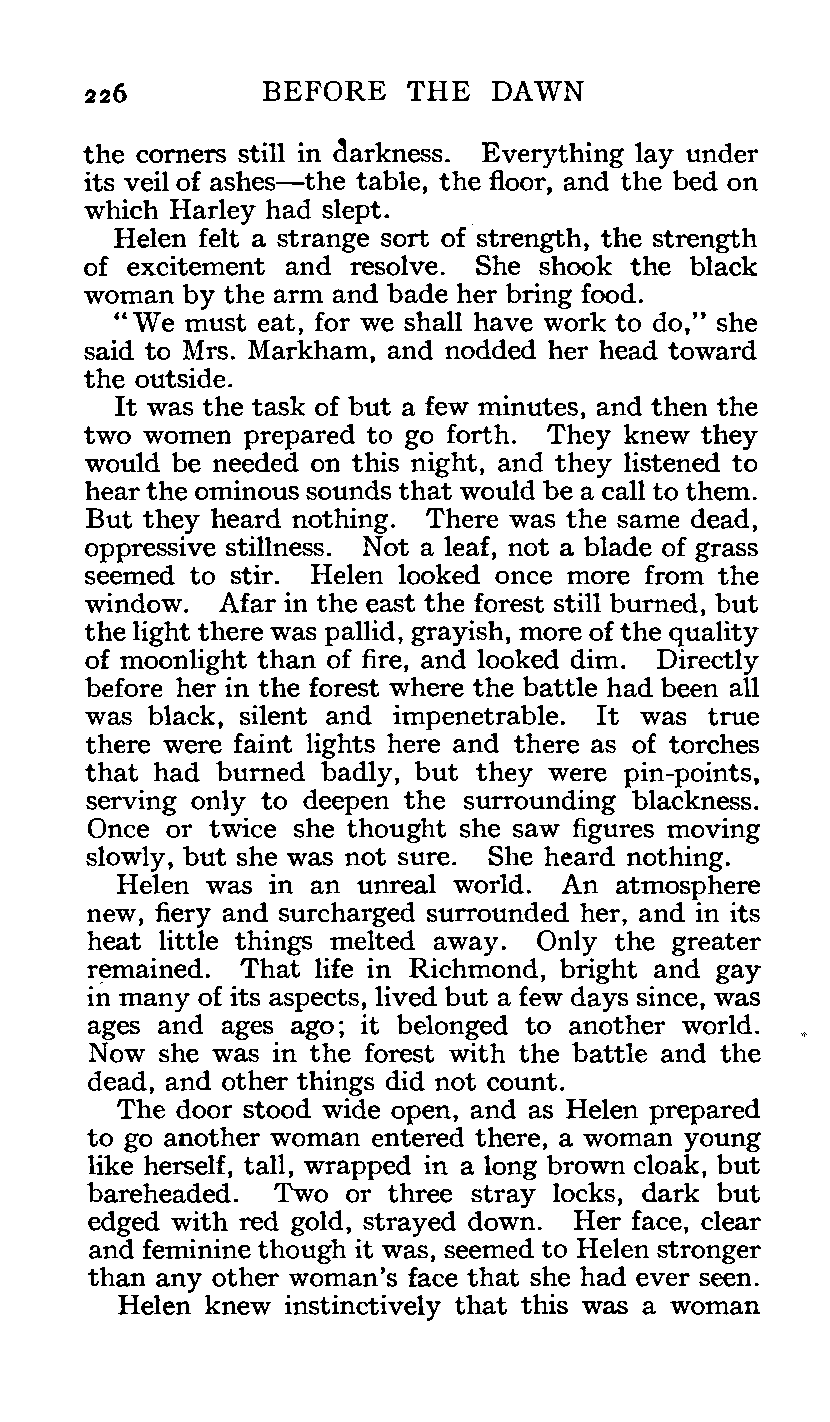 226 BEFORE THE DAWN
the corners still in darkness. Everything lay under
its veil of ashes—the table, the floor, and the bed on
which Harley had slept.
Helen felt a strange sort of strength, the strength
of excitement and resolve. She shook the black
woman by the arm and bade her bring food.
"We must eat, for we shall have work to do," she
said to Mrs. Markham, and nodded her head toward
the outside.
It was the task of but a few minutes, and then the
two women prepared to go forth. They knew they
would be needed on this night, and they listened to
hear the ominous sounds that would be a call to them.
But they heard nothing. There was the same dead,
oppressive stillness. Not a leaf, not a blade of grass
seemed to stir. Helen looked once more from the
window. Afar in the east the forest still burned, but
the light there was pallid, grayish, more of the quality
of moonlight than of fire, and looked dim. Directly
before her in the forest where the battle had been all
was black, silent and impenetrable. It was true
there were faint lights here and there as of torches
that had burned badly, but they were pin-points,
serving only to deepen the surrounding blackness.
Once or twice she thought she saw figures moving
slowly, but she was not sure. She heard nothing.
Helen was in an unreal world. An atmosphere
new, fiery and surcharged surrounded her, and in its
heat little things melted away. Only the greater
remained. That life in Richmond, bright and gay
in many of its aspects, lived but a few days since, was
ages and ages ago; it belonged to another world.
Now she was in the forest with the battle and the
dead, and other things did not count.
The door stood wide open, and as Helen prepared
to go another woman entered there, a woman young
like herself, tall, wrapped in a long brown cloak, but
bareheaded. Two or three stray locks, dark but
edged with red gold, strayed down. Her face, clear
and feminine though it was, seemed to Helen stronger
than any other woman's face that she had ever seen.
Helen knew instinctively that this was a woman